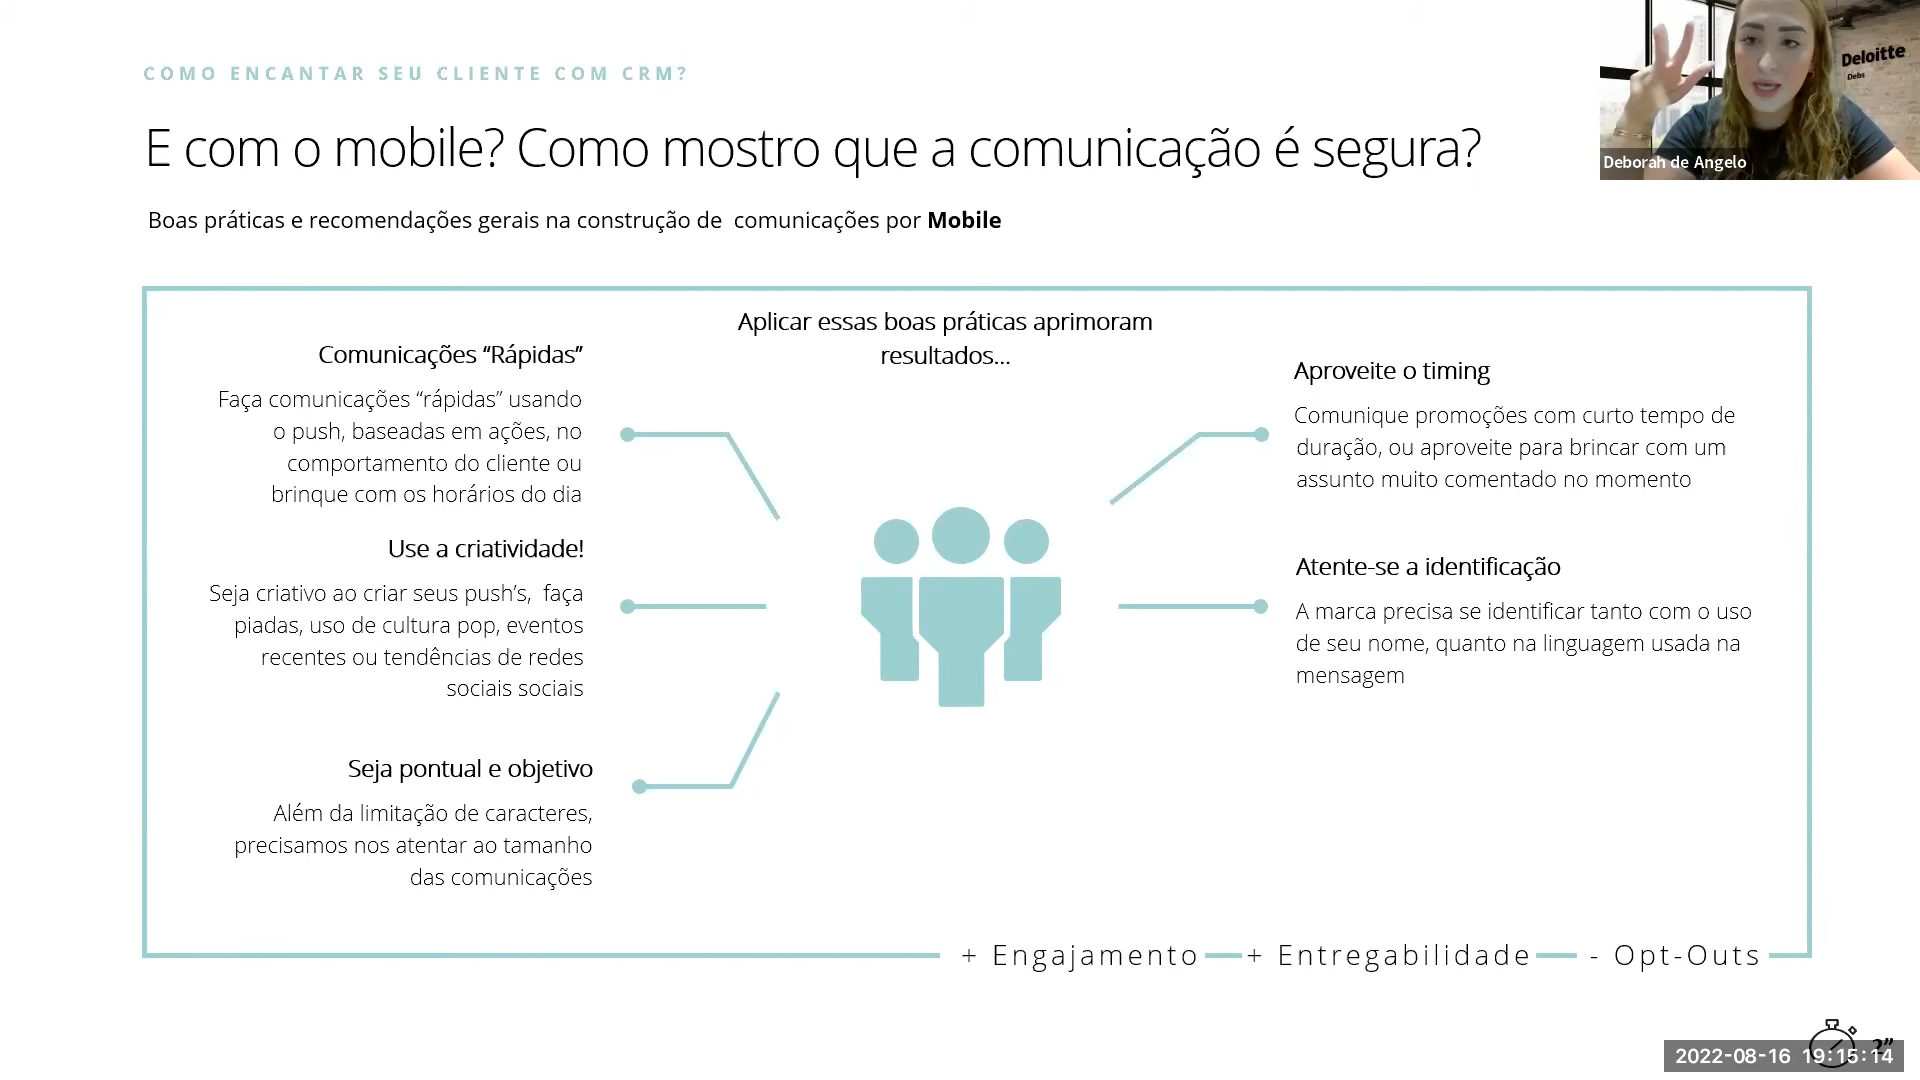 COMO ENCANTAR SEU CLIENTE COM CRM?
E com o mobile? Como mostro que a comunicação é segura?
Boas práticas e recomendações gerais na construção de  comunicações por Mobile
Deloitte
Debs
Deborah de Angelo
Aplicar essas boas práticas aprimoram
resultados...
Comunicações “Rápidas”
Faça comunicações “rápidas” usando
o push, baseadas em ações, no
comportamento do cliente ou
brinque com os horários do dia
Use a criatividade!
Seja criativo ao criar seus push’s,  faça
piadas, uso de cultura pop, eventos
recentes ou tendências de redes
sociais sociais
Seja pontual e objetivo
Além da limitação de caracteres,
precisamos nos atentar ao tamanho
das comunicações
Aproveite o timing
Comunique promoções com curto tempo de
duração, ou aproveite para brincar com um
assunto muito comentado no momento
Atente-se a identificação
A marca precisa se identificar tanto com o uso
de seu nome, quanto na linguagem usada na
mensagem
+ Engajamento + Entregabilidade - Opt-Outs
2022-08-16 19:15:14